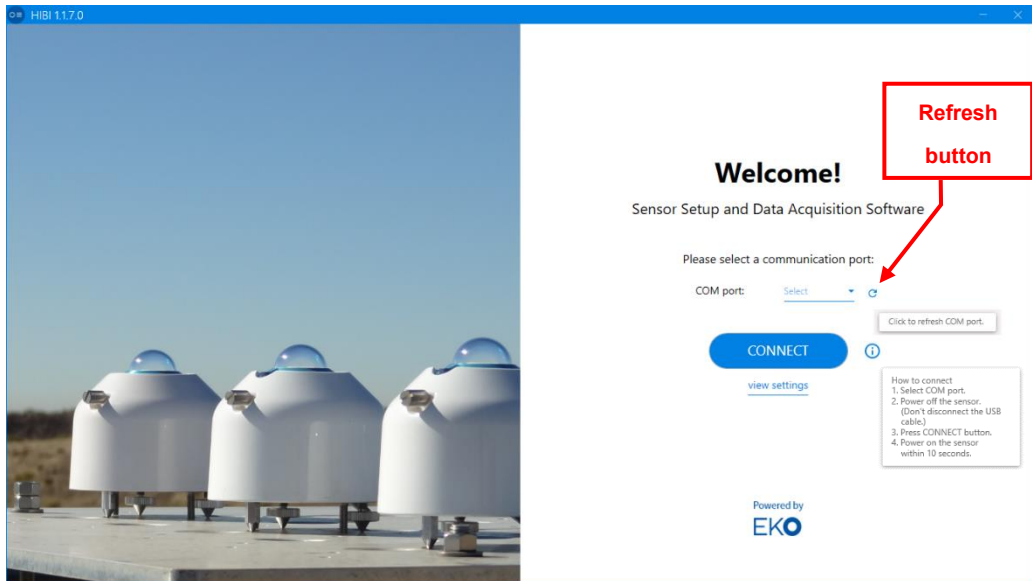 HIBI 1.1.7.0
Refresh
button
Welcome!
Sensor Setup and Data Acquisition Software
Please select a communication port:
COM port: Select
Click to refresh COM port.
CONNECT
view settings
How to connect
1. Select COM port.
2. Power off the sensor.
(Don't disconnect the USB
cable.)
3. Press CONNECT button.
4. Power on the sensor
within 10 seconds.
Powered by
EKO